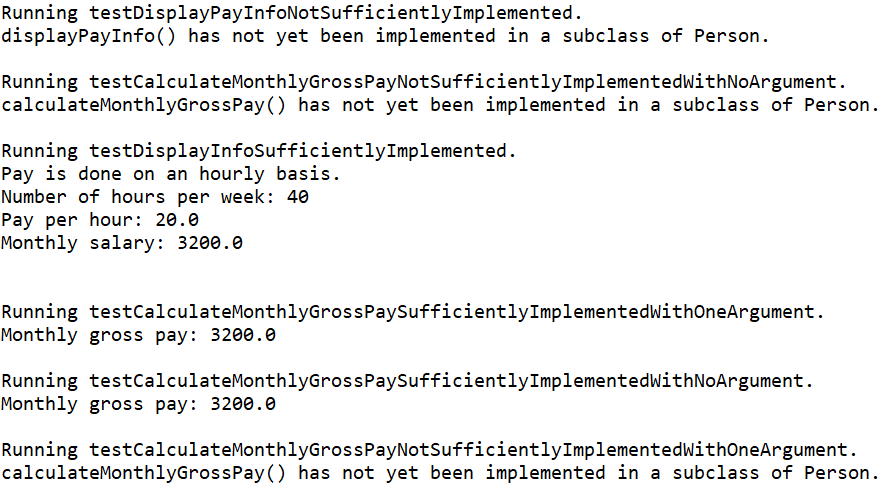 Running testDisplayPayInfoNotSufficientlyImplemented.
displayPayInfo() has not yet been implemented in a subclass of Person.
Running testCalculateMonthlyGrossPayNotSufficientlyImplementedWithNoArgument.
calculateMonthlyGrossPay() has not yet been implemented in a subclass of Person.
Running testDisplayInfoSufficientlyImplemented.
Pay is done on an hourly basis.
Number of hours per week: 40
Pay per hour: 20.0
Monthly salary: 3200.0
Running testCalculateMonthlyGrossPaySufficientlyImplementedWithOneArgument.
Monthly gross pay: 3200.0
Running testCalculateMonthlyGrossPaySufficientlyImplementedWithNoArgument.
Monthly gross pay: 3200.0
Running testCalculateMonthlyGrossPayNotSufficientlyImplementedWithOneArgument.
calculateMonthlyGrossPay() has not yet been implemented in a subclass of Person.